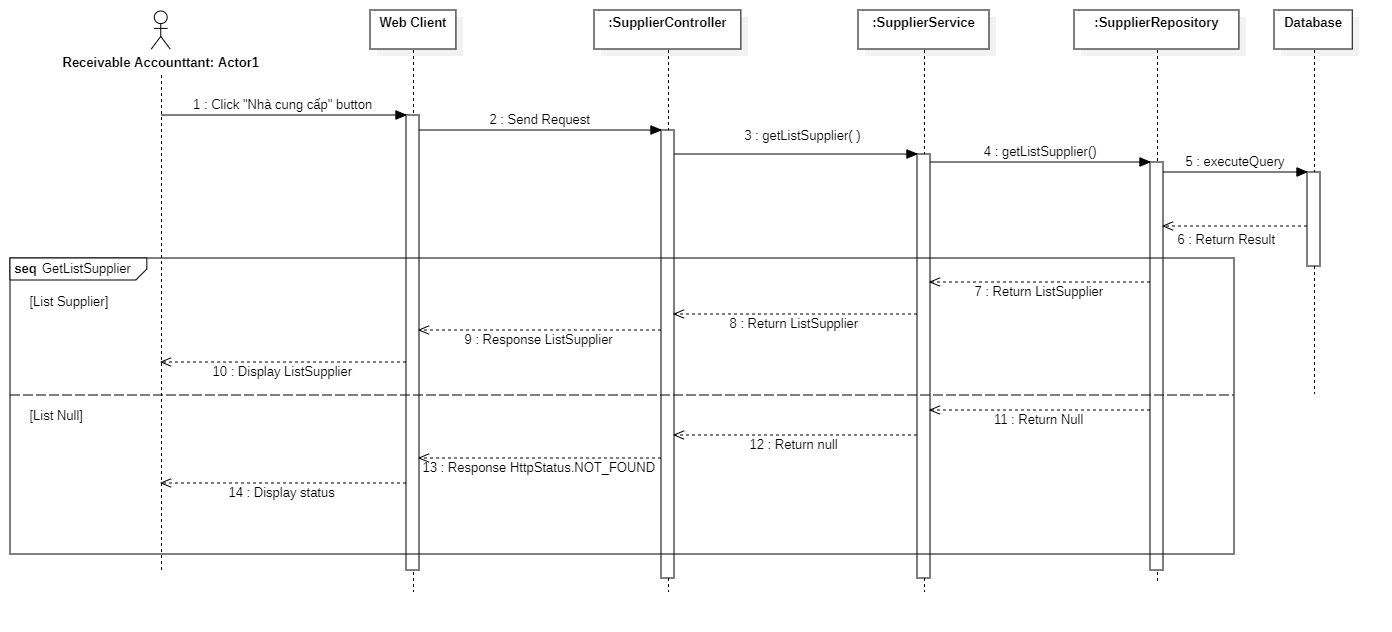 Web Client
:SupplierController
:SupplierService
:SupplierRepository
Database
Receivable Accounttant: Actor1
1 : Click "Nhà cung cấp" button
2 : Send Request
3 : getListSupplier( )
4 : getListSupplier()
5 : executeQuery
6 : Return Result
seq GetListSupplier
[List Supplier]
7 : Return ListSupplier
8 : Return ListSupplier
9 : Response ListSupplier
10 : Display ListSupplier
[List Null]
11 : Return Null
12 : Return null
13 : Response HttpStatus.NOT_FOUND
14 : Display status